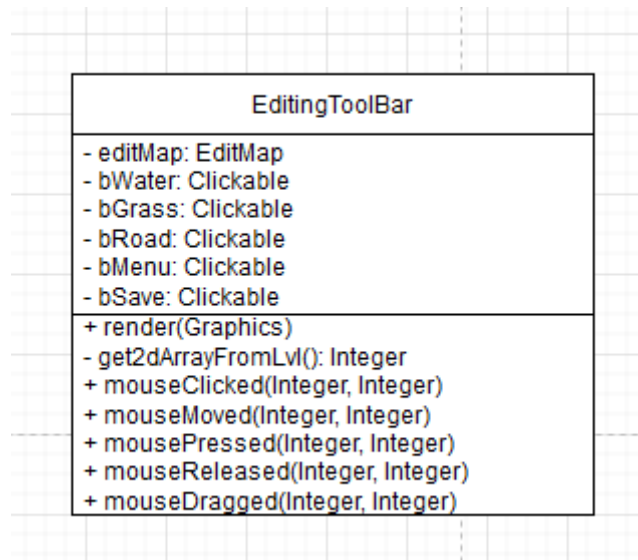 EditingToolBar
- editMap: EditMap
- bWater: Clickable
- bGrass: Clickable
- bRoad: Clickable
- bMenu: Clickable
- bSave: Clickable
+ render(Graphics)
- get2dArrayFromLvl(): Integer
+ mouseClicked(Integer, Integer)
+ mouseMoved(Integer, Integer)
+ mousePressed(Integer, Integer)
+ mouseReleased(Integer, Integer)
+ mouseDragged(Integer, Integer)